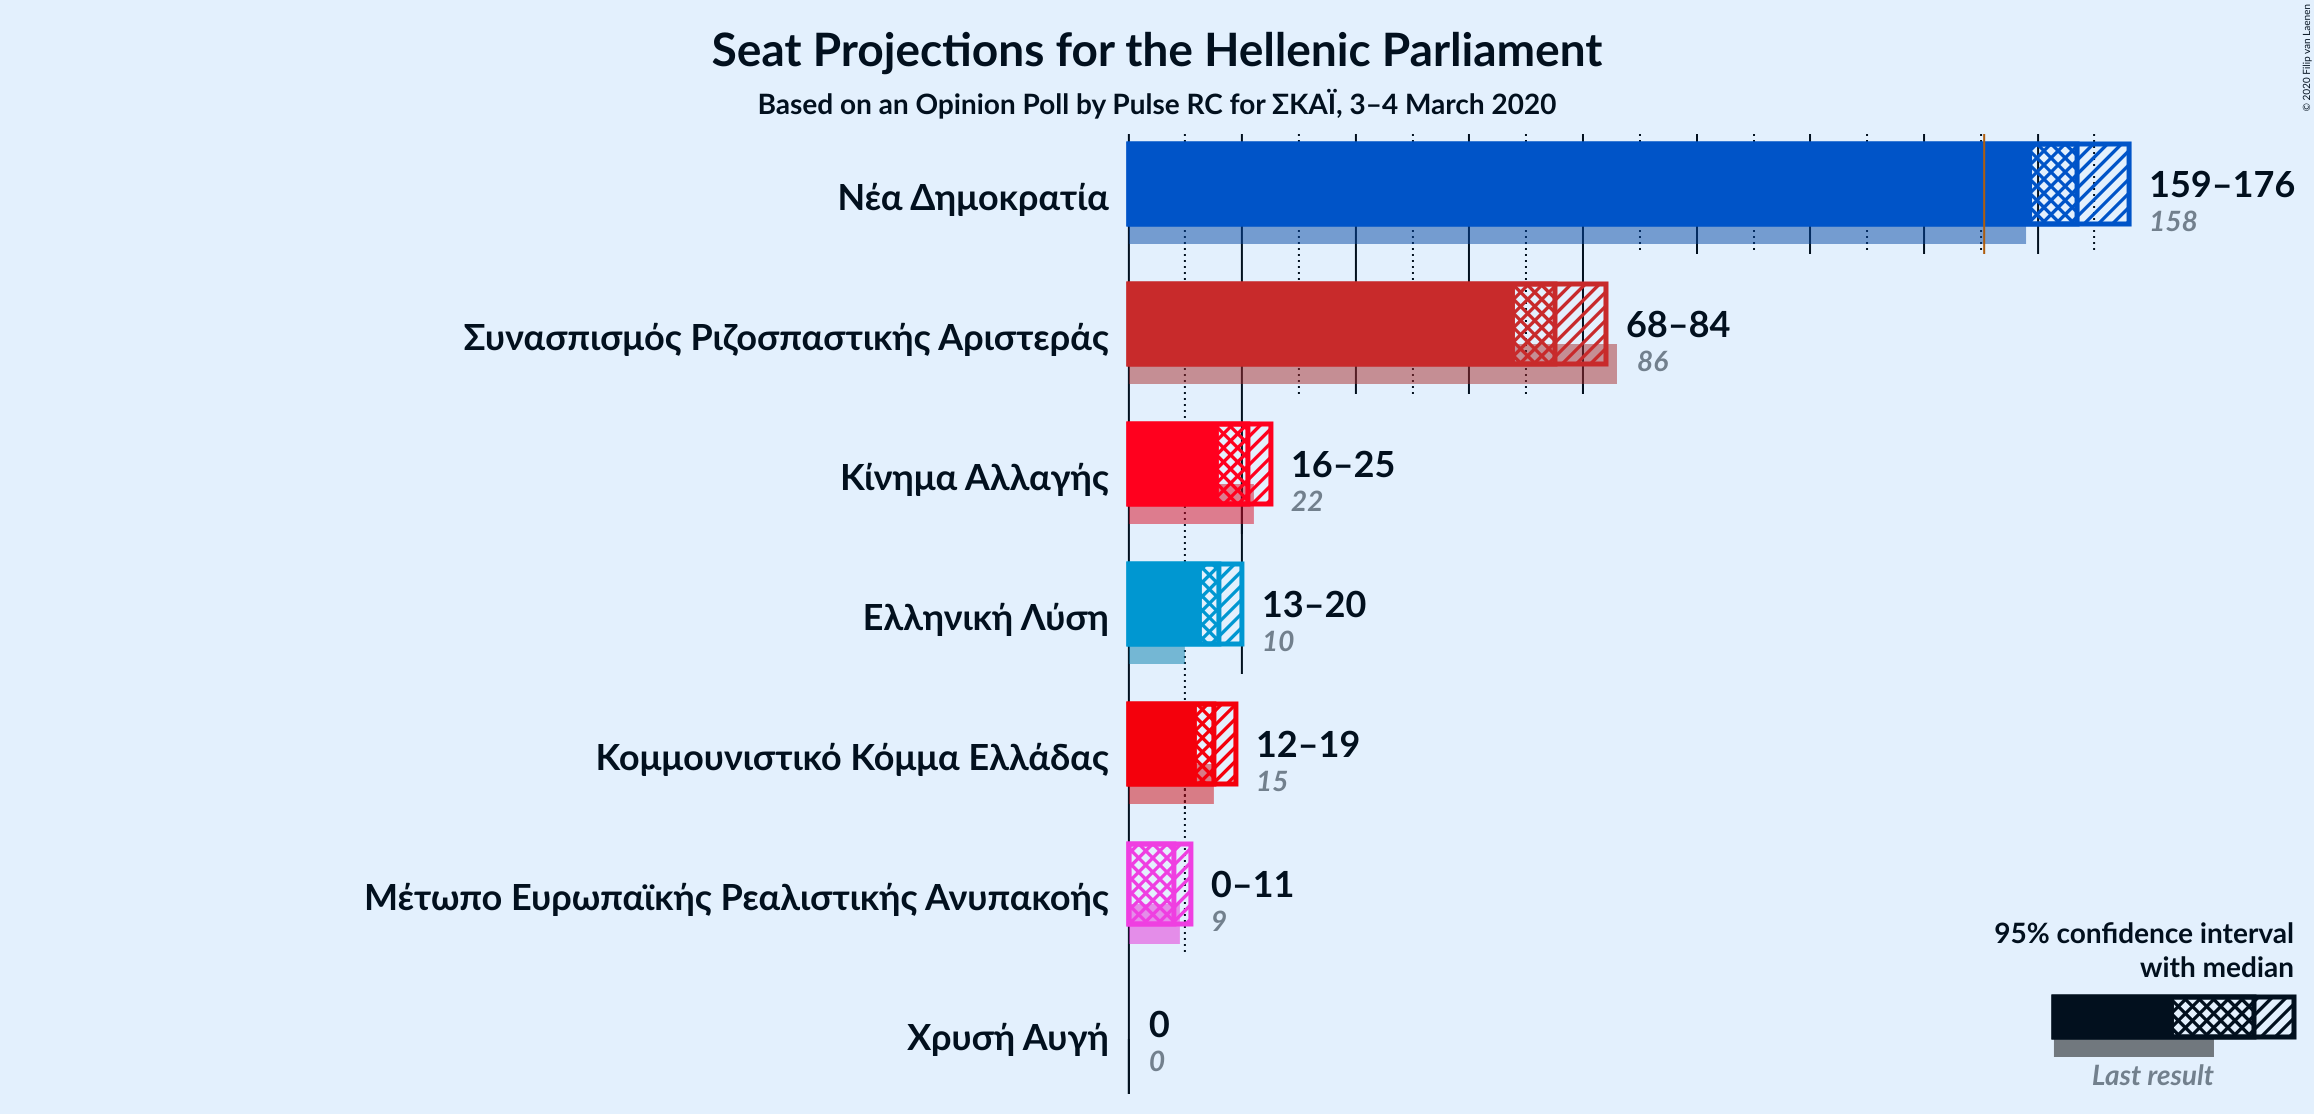 Seat Projections for the Hellenic Parliament
Based on an Opinion Poll by Pulse RC for ΣΚΑΪ, 3–4 March 2020
© 2020 Filip van Laenen
Νέα Δημοκρατία
159–176
158
Συνασπισμός Ριζοσπαστικής Αριστεράς
68–84
86
Κίνημα Αλλαγής
16–25
22
Ελληνική Λύση
13–20
10
Κομμουνιστικό Κόμμα Ελλάδας
12–19
15
Μέτωπο Ευρωπαϊκής Ρεαλιστικής Ανυπακοής
0–11
9
Χρυσή Αυγή
0
0
95% confidence interval
with median
Last result